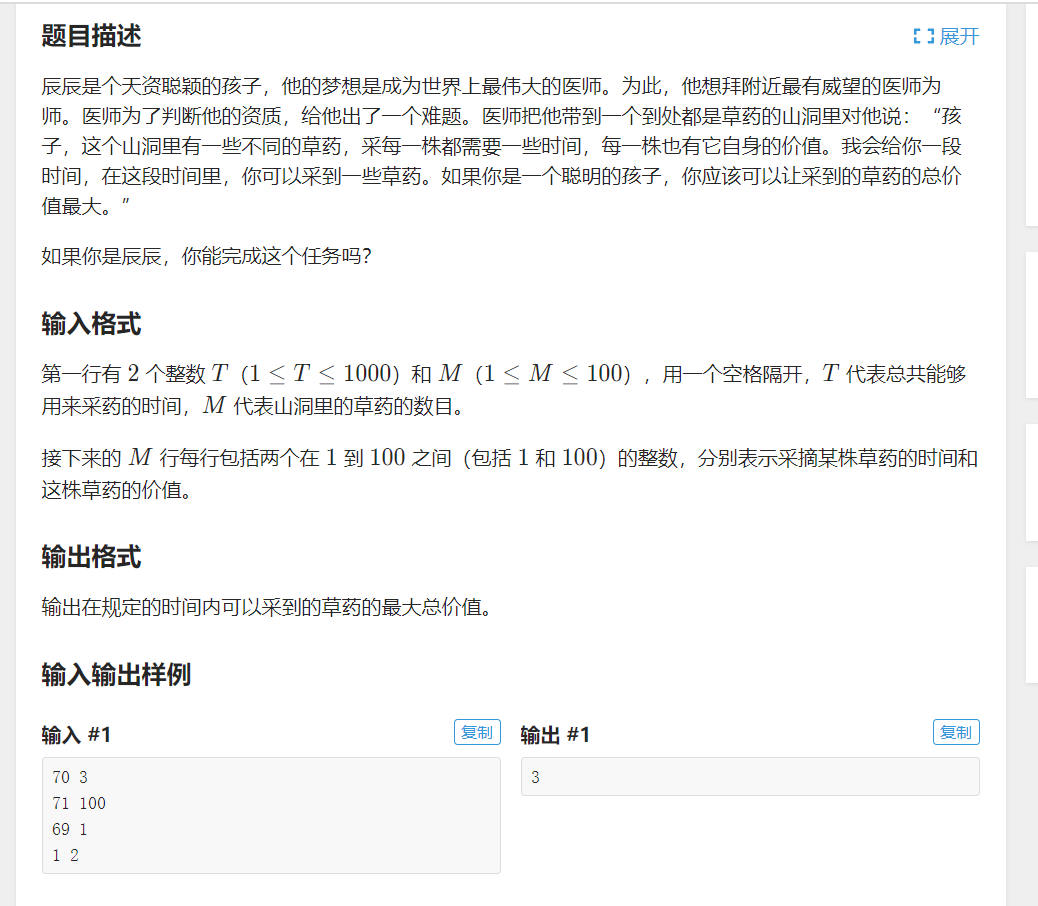 题目描述
展开
辰辰是个天资聪颖的孩子，他的梦想是成为世界上最伟大的医师。为此，他想拜附近最有威望的医师为
师。医师为了判断他的资质，给他出了一个难题。医师把他带到一个到处都是草药的山洞里对他说：“孩
子，这个山洞里有一些不同的草药，采每一株都需要一些时间，每一株也有它自身的价值。我会给你一段
时间，在这段时间里，你可以采到一些草药。如果你是一个聪明的孩子，你应该可以让采到的草药的总价
值最大。”
如果你是辰辰，你能完成这个任务吗？
输入格式
第一行有 2 个整数 T（1 ≤ T ≤ 1000）和 M（1 ≤ M ≤ 100），用一个空格隔开，T 代表总共能够
用来采药的时间，M 代表山洞里的草药的数目。
接下来的 M 行每行包括两个在 1 到 100 之间（包括 1 和 100）的整数，分别表示采摘某株草药的时间和
这株草药的价值。
输出格式
输出在规定的时间内可以采到的草药的最大总价值。
输入输出样例
输入 #1
复制
70 3
71 100
69 1
1 2
输出 #1
复制
3